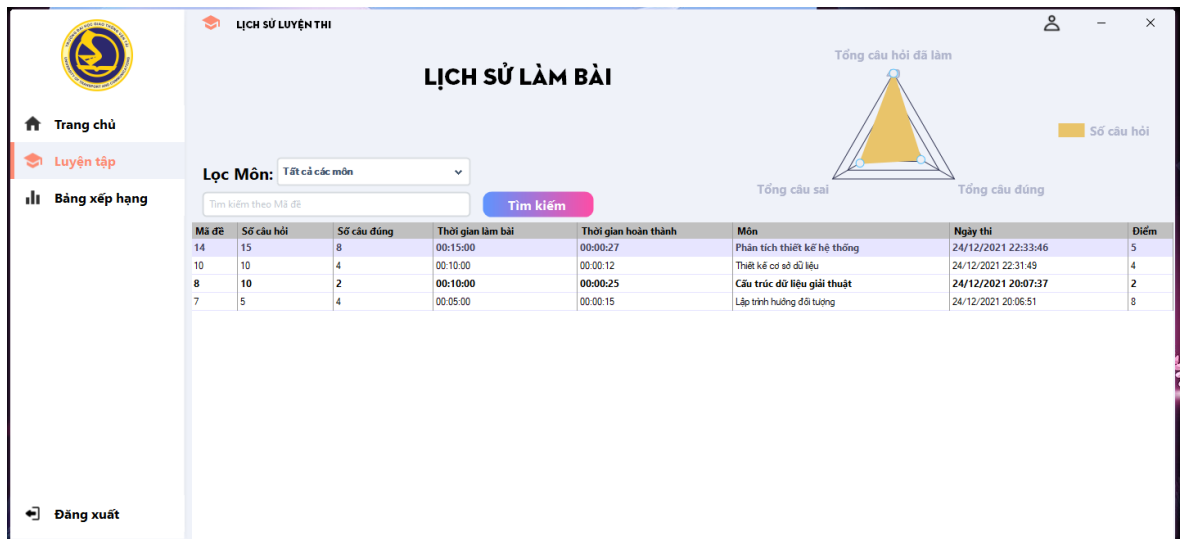 LỊCH SỬ LUYỆN THI
LỊCH SỬ LÀM BÀI
Tổng câu hỏi đã làm
Số câu hỏi
Tổng câu sai
Tổng câu đúng
Trang chủ
Luyện tập
Bảng xếp hạng
Đăng xuất
Lọc Môn: Tất cả các môn
Tìm kiếm theo Mã đề Tìm kiếm
Mã đề Số câu hỏi Số câu đúng Thời gian làm bài Thời gian hoàn thành Môn Ngày thi Điểm
14 15 8 00:15:00 00:00:27 Phân tích thiết kế hệ thống 24/12/2021 22:33:46 5
10 10 4 00:10:00 00:00:12 Thiết kế cơ sở dữ liệu 24/12/2021 22:31:49 4
8 10 2 00:10:00 00:00:25 Cấu trúc dữ liệu giải thuật 24/12/2021 20:07:37 2
7 5 4 00:05:00 00:00:15 Lập trình hướng đối tượng 24/12/2021 20:06:51 8